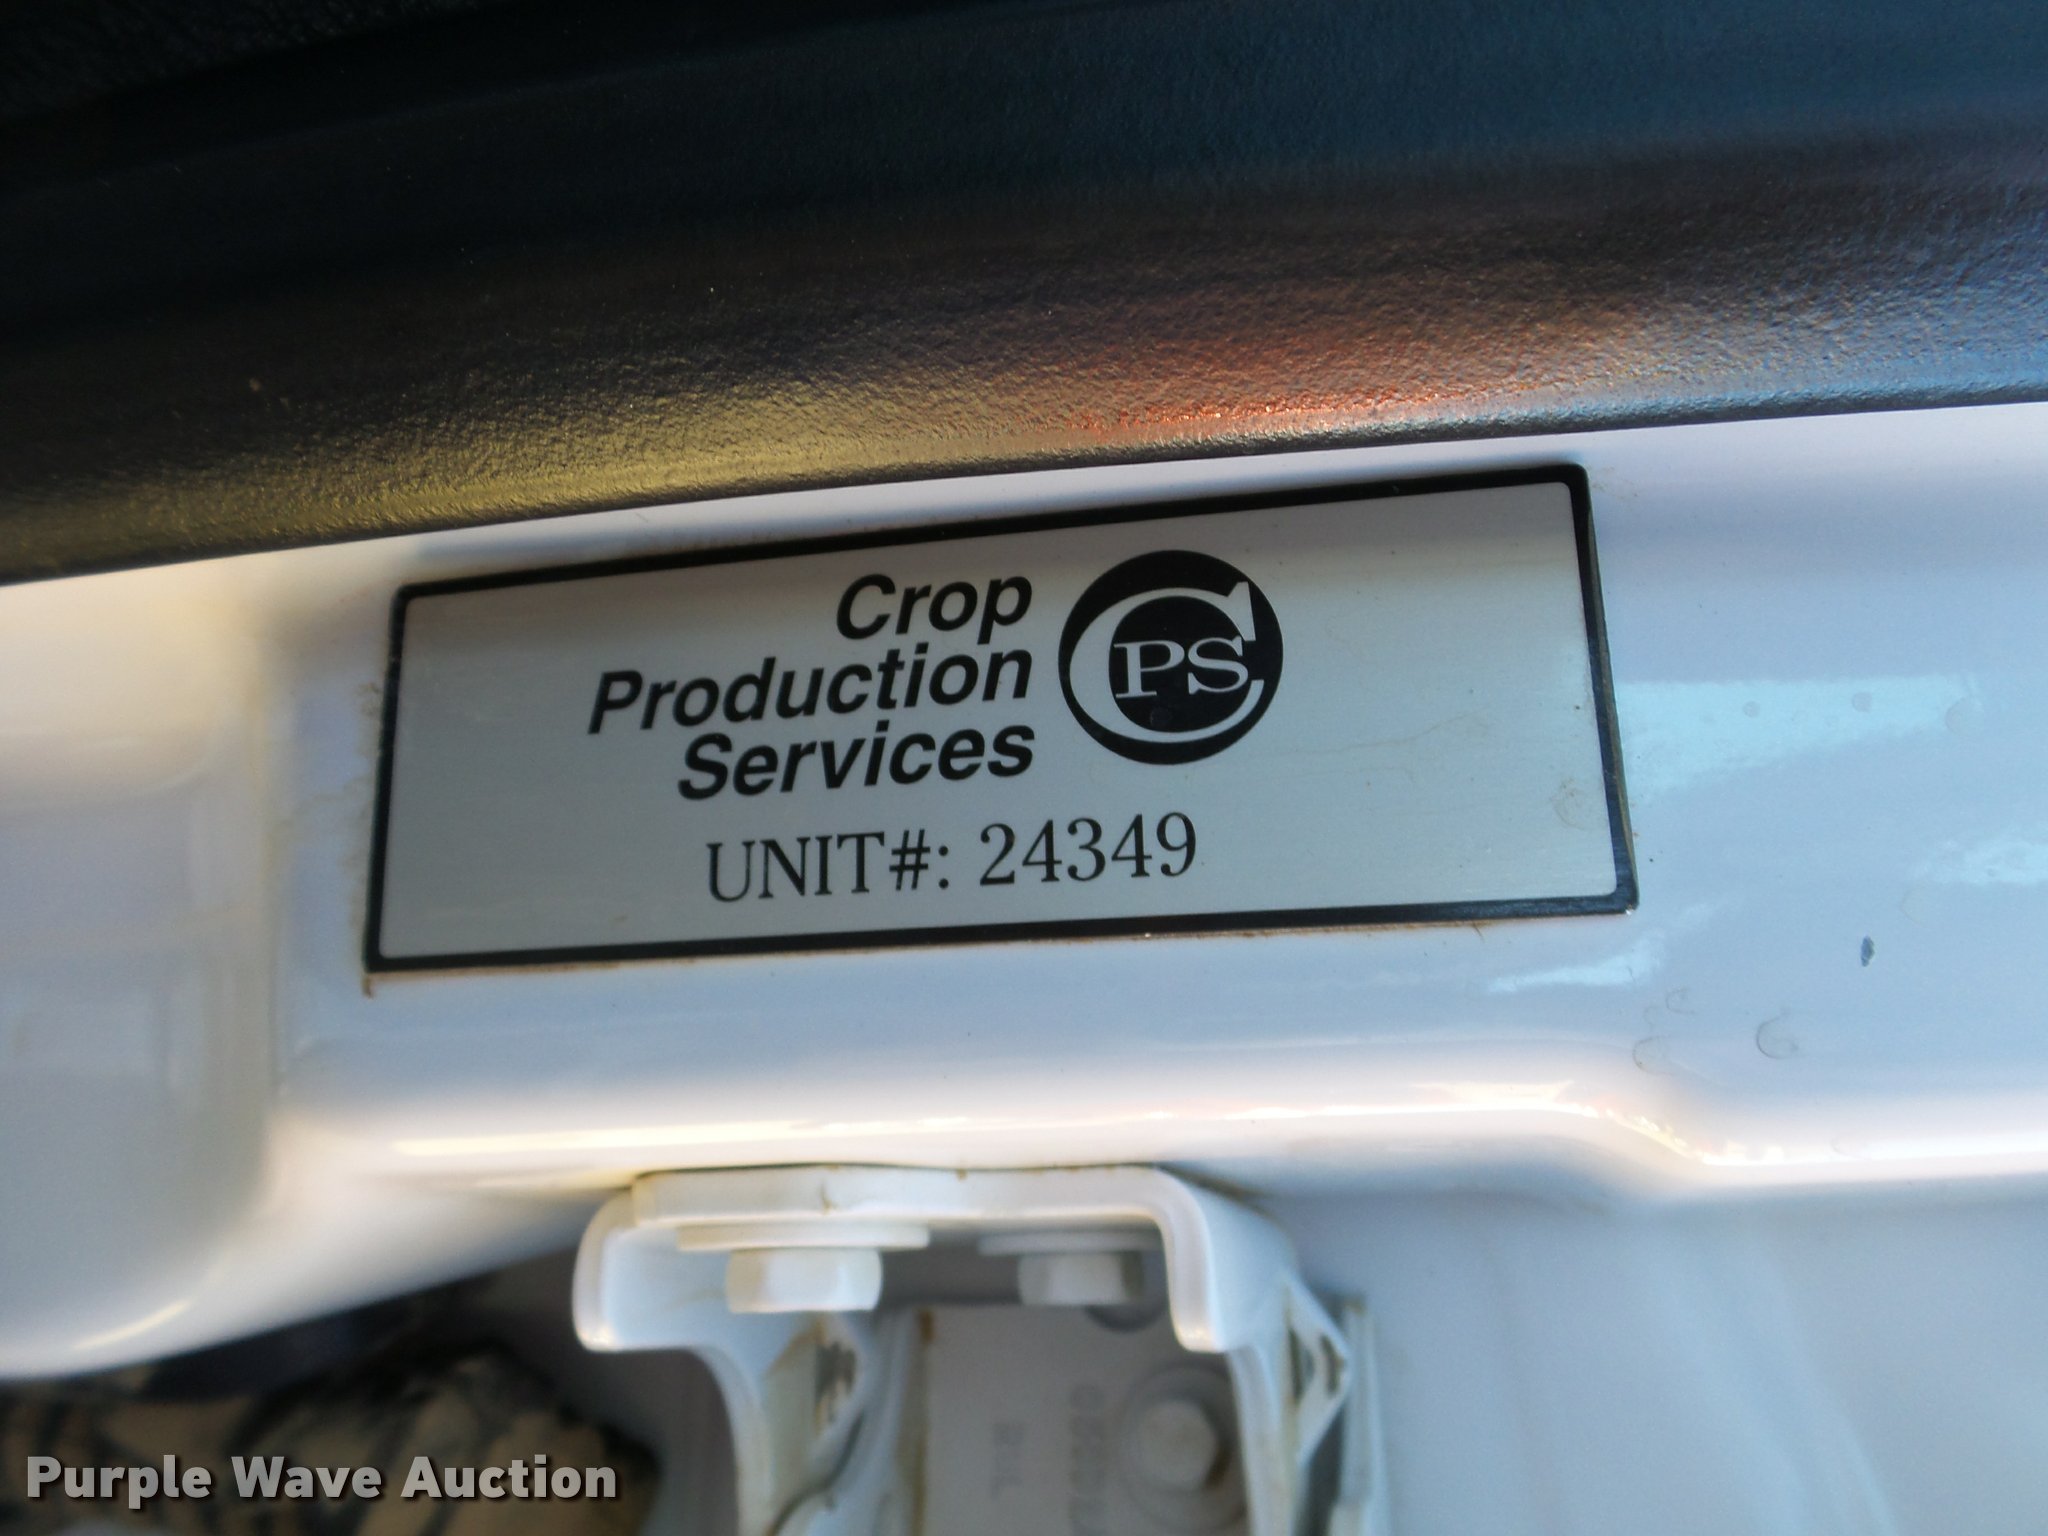 Crop
Production
Services
CPS
UNIT#: 24349
Purple Wave Auction